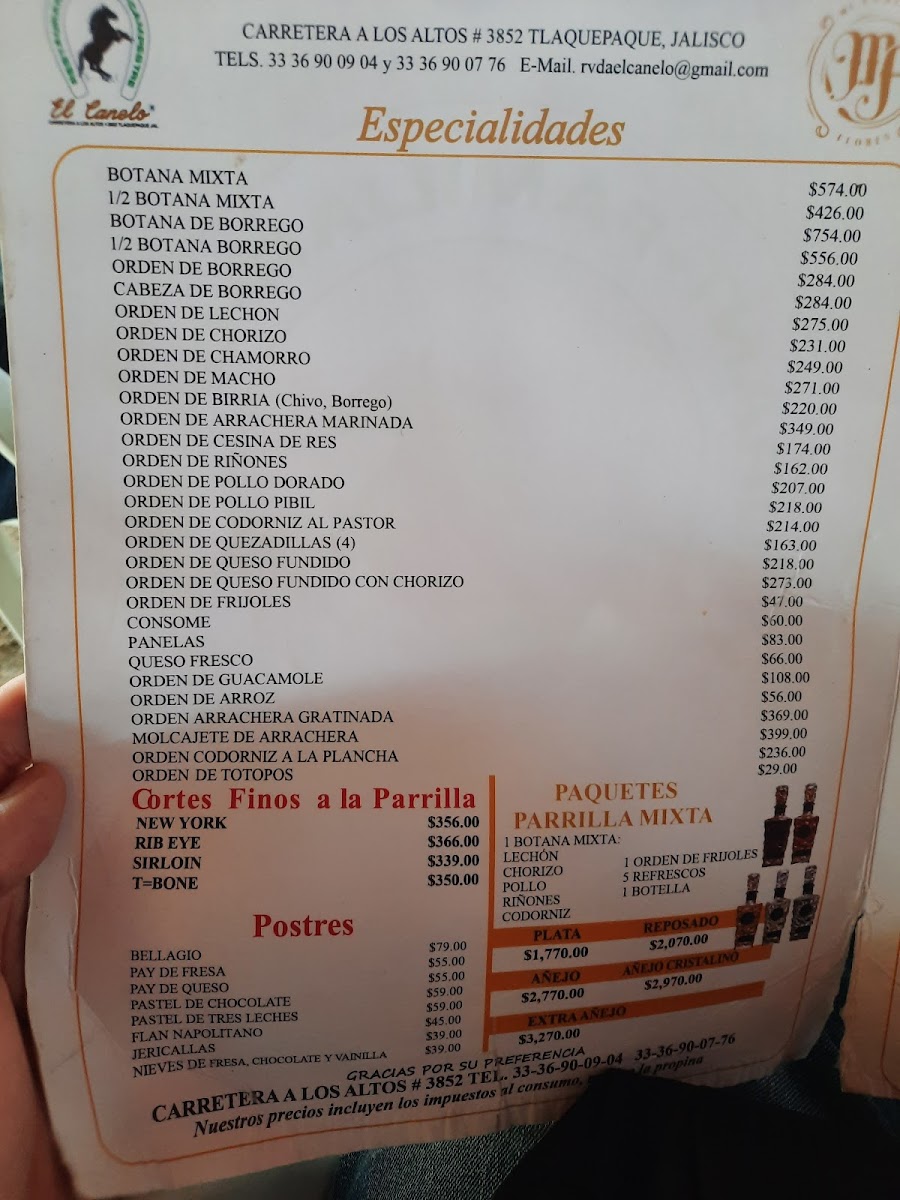 El Canelo
CARRETERA A LOS ALTOS # 3852 TLAQUEPAQUE, JALISCO
TELS. 33 36 90 09 04 y 33 36 90 07 76 E-Mail. rvdaelcanelo@gmail.com
Especialidades
BOTANA MIXTA $574.00
1/2 BOTANA MIXTA $426.00
BOTANA DE BORREGO $754.00
1/2 BOTANA BORREGO $556.00
ORDEN DE BORREGO $284.00
CABEZA DE BORREGO $284.00
ORDEN DE LECHON $275.00
ORDEN DE CHORIZO $231.00
ORDEN DE CHAMORRO $249.00
ORDEN DE MACHO $271.00
ORDEN DE BIRRIA (Chivo, Borrego) $220.00
ORDEN DE ARRACHERA MARINADA $349.00
ORDEN DE CESINA DE RES $174.00
ORDEN DE RIÑONES $162.00
ORDEN DE POLLO DORADO $207.00
ORDEN DE POLLO PIBIL $218.00
ORDEN DE CODORNIZ AL PASTOR $214.00
ORDEN DE QUEZADILLAS (4) $163.00
ORDEN DE QUESO FUNDIDO $218.00
ORDEN DE QUESO FUNDIDO CON CHORIZO $273.00
ORDEN DE FRIJOLES $47.00
CONSOME $60.00
PANELAS $83.00
QUESO FRESCO $66.00
ORDEN DE GUACAMOLE $108.00
ORDEN DE ARROZ $56.00
ORDEN ARRACHERA GRATINADA $369.00
MOLCAJETE DE ARRACHERA $399.00
ORDEN CODORNIZ A LA PLANCHA $236.00
ORDEN DE TOTOPOS $29.00
Cortes Finos a la Parrilla
NEW YORK $356.00
RIB EYE $366.00
SIRLOIN $339.00
T=BONE $350.00
Postres
BELLAGIO $79.00
PAY DE FRESA $55.00
PAY DE QUESO $55.00
PASTEL DE CHOCOLATE $59.00
PASTEL DE TRES LECHES $59.00
FLAN NAPOLITANO $45.00
JERICALLAS $39.00
NIEVES DE FRESA, CHOCOLATE Y VAINILLA $39.00
PAQUETES
PARRILLA MIXTA
1 BOTANA MIXTA:
LECHÓN
CHORIZO
POLLO
RIÑONES
CODORNIZ
1 ORDEN DE FRIJOLES
5 REFRESCOS
1 BOTELLA
PLATA REPOSADO
$1,770.00 $2,070.00
AÑEJO AÑEJO CRISTALINO
$2,770.00 $2,970.00
EXTRA AÑEJO
$3,270.00
GRACIAS POR SU PREFERENCIA
CARRETERA A LOS ALTOS # 3852 TEL. 33-36-90-09-04 33-36-90-07-76
Nuestros precios incluyen los impuestos al consumo, la propina